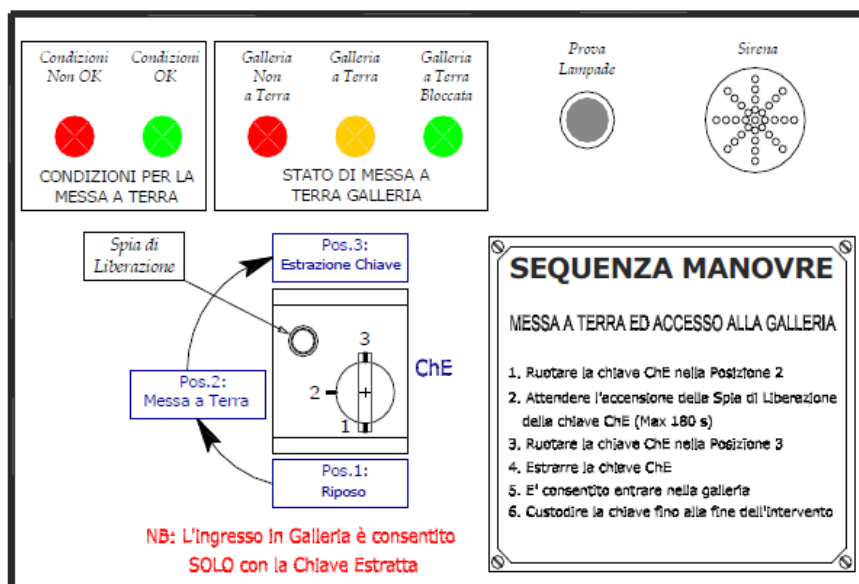 Condizioni
Non OK
Condizioni
OK
CONDIZIONI PER LA
MESSA A TERRA
Galleria
Non
a Terra
Galleria
a Terra
Galleria
a Terra
Bloccata
STATO DI MESSA A
TERRA GALLERIA
Prova
Lampade
Sirena
Spia di
Liberazione
Pos.3:
Estrazione Chiave
Pos.2:
Messa a Terra
3
2
1
ChE
Pos.1:
Riposo
NB: L'ingresso in Galleria è consentito
SOLO con la Chiave Estratta
SEQUENZA MANOVRE
MESSA A TERRA ED ACCESSO ALLA GALLERIA
1. Ruotare la chiave ChE nella Posizione 2
2. Attendere l'accensione della Spia di Liberazione
della chiave ChE (Max 180 s)
3. Ruotare la chiave ChE nella Posizione 3
4. Estrarre la chiave ChE
5. E' consentito entrare nella galleria
6. Custodire la chiave fino alla fine dell'intervento